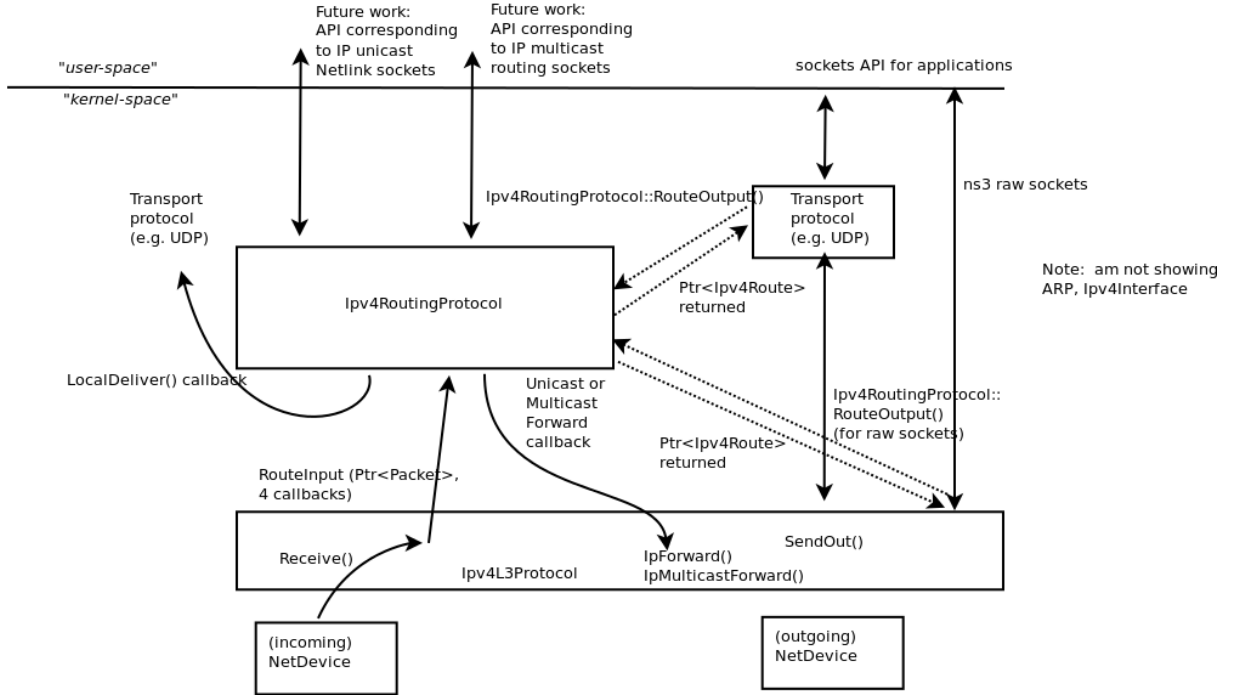 Future work:
API corresponding
to IP unicast
Netlink sockets
Future work:
API corresponding
to IP multicast
routing sockets
"user-space"
sockets API for applications
"kernel-space"
Transport
protocol
(e.g. UDP)
Ipv4RoutingProtocol::RouteOutput()
Transport
protocol
(e.g. UDP)
ns3 raw sockets
Note:  am not showing
ARP, Ipv4Interface
Ipv4RoutingProtocol
Ptr<Ipv4Route>
returned
LocalDeliver() callback
Unicast or
Multicast
Forward
callback
Ipv4RoutingProtocol::
RouteOutput()
(for raw sockets)
Ptr<Ipv4Route>
returned
RouteInput (Ptr<Packet>,
4 callbacks)
Receive()
Ipv4L3Protocol
IpForward()
IpMulticastForward()
SendOut()
(incoming)
NetDevice
(outgoing)
NetDevice